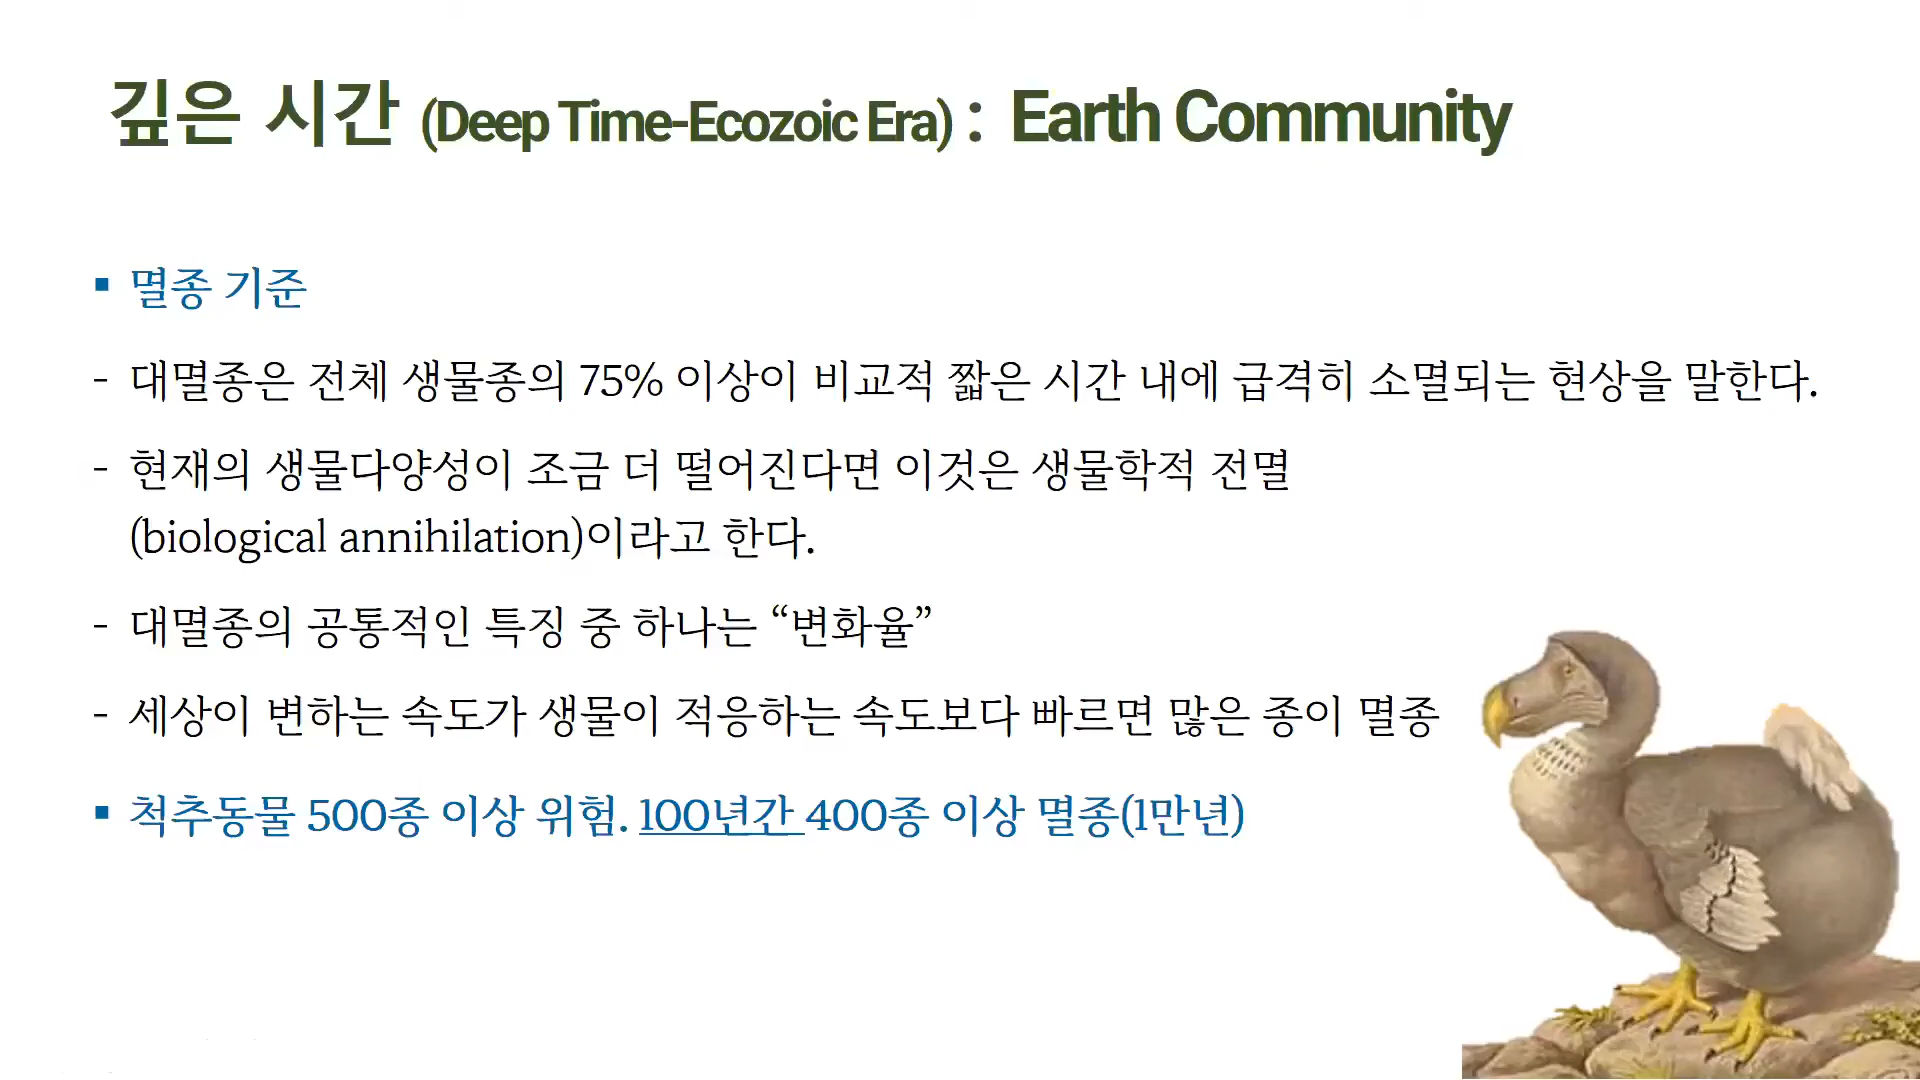 깊은 시간 (Deep Time-Ecozoic Era) : Earth Community
▪ 멸종 기준
- 대멸종은 전체 생물종의 75% 이상이 비교적 짧은 시간 내에 급격히 소멸되는 현상을 말한다.
- 현재의 생물다양성이 조금 더 떨어진다면 이것은 생물학적 전멸
(biological annihilation)이라고 한다.
- 대멸종의 공통적인 특징 중 하나는 “변화율”
- 세상이 변하는 속도가 생물이 적응하는 속도보다 빠르면 많은 종이 멸종
▪ 척추동물 500종 이상 위험. 100년간 400종 이상 멸종(1만년)